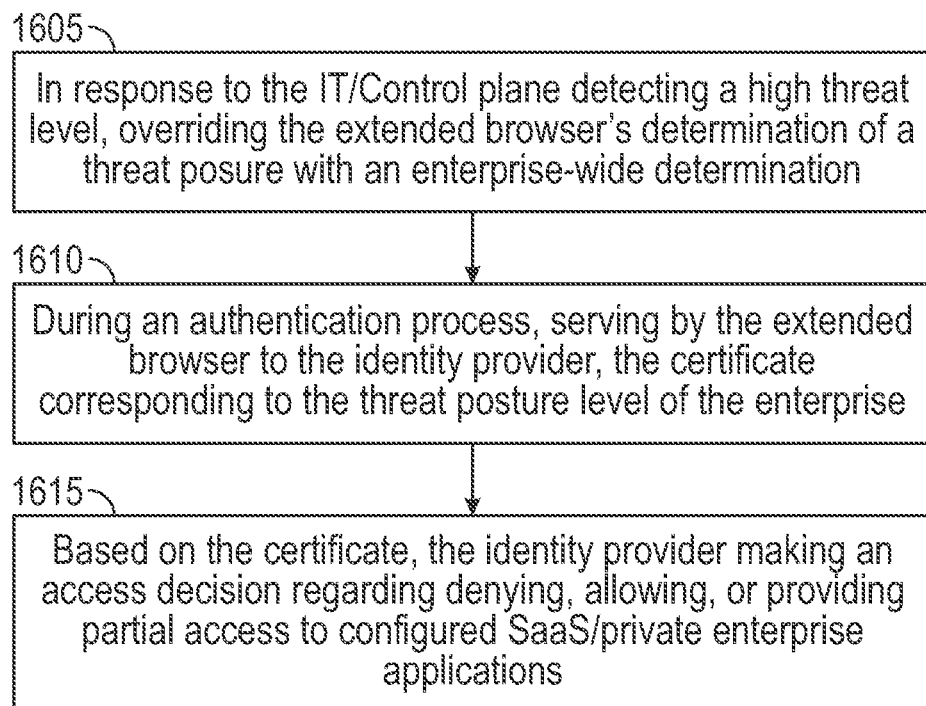 1605
In response to the IT/Control plane detecting a high threat
level, overriding the extended browser's determination of a
threat posture with an enterprise-wide determination
1610
During an authentication process, serving by the extended
browser to the identity provider, the certificate
corresponding to the threat posture level of the enterprise
1615
Based on the certificate, the identity provider making an
access decision regarding denying, allowing, or providing
partial access to configured SaaS/private enterprise
applications